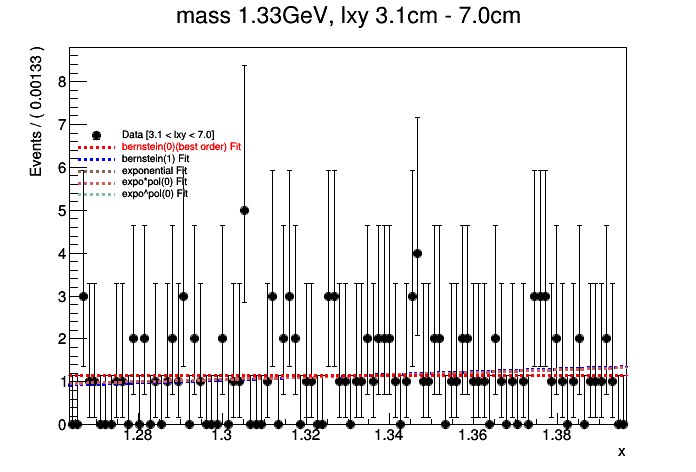 mass 1.33GeV, lxy 3.1cm - 7.0cm
Events / ( 0.00133 )
8
7
6
5
4
3
2
1
0
Data [3.1 < lxy < 7.0]
bernstein(0)(best order) Fit
bernstein(1) Fit
exponential Fit
expo*pol(0) Fit
expo^pol(0) Fit
1.28 1.3 1.32 1.34 1.36 1.38
x